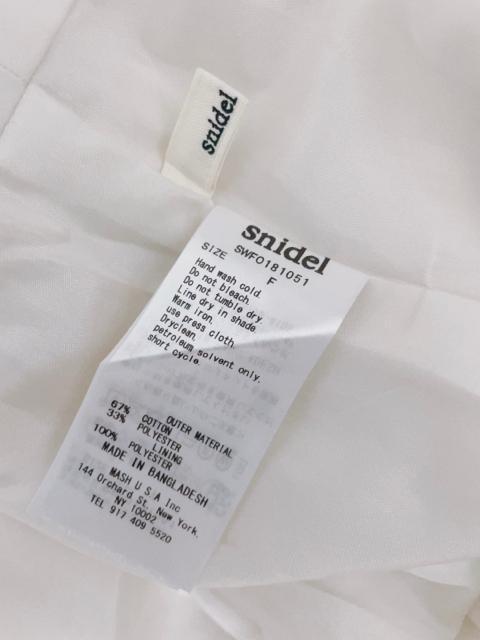 snidel
snidel
SWFO181051
SIZE F
Hand wash cold.
Do not bleach.
Do not tumble dry.
Line dry in shade.
Warm iron.
use press cloth.
Dryclean.
petroleum solvent only.
short cycle.
OUTER MATERIAL
67% COTTON
33% POLYESTER
LINING
100% POLYESTER
MADE IN BANGLADESH
MASH U S A Inc
144 Orchard St, New York.
NY 10002
TEL 917 409 5520